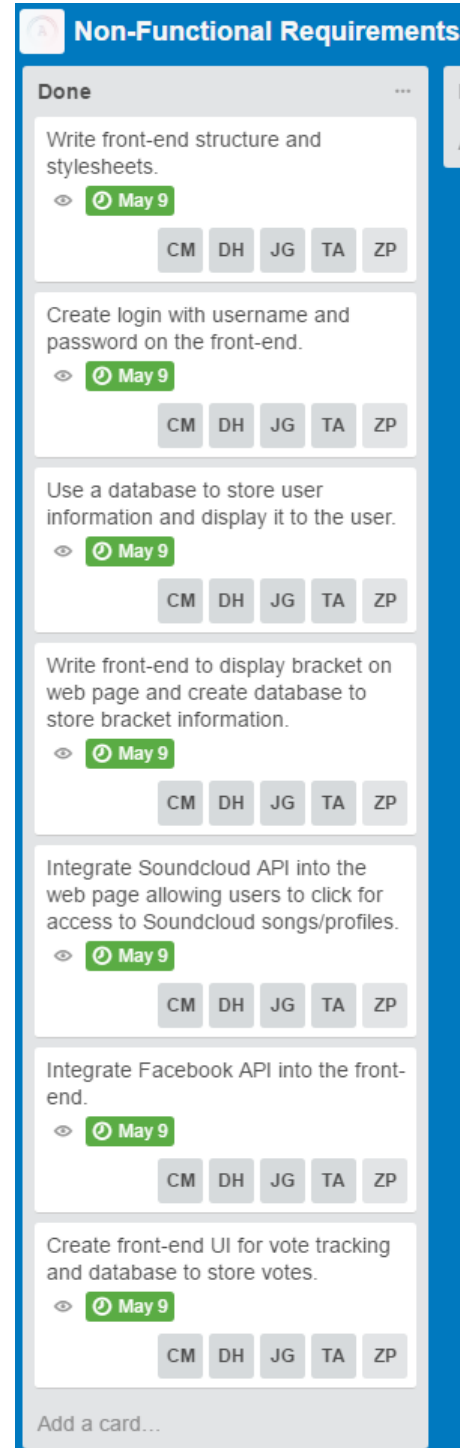 Non-Functional Requirements
Done
Write front-end structure and
stylesheets.
May 9
CM DH JG TA ZP
Create login with username and
password on the front-end.
May 9
CM DH JG TA ZP
Use a database to store user
information and display it to the user.
May 9
CM DH JG TA ZP
Write front-end to display bracket on
web page and create database to
store bracket information.
May 9
CM DH JG TA ZP
Integrate Soundcloud API into the
web page allowing users to click for
access to Soundcloud songs/profiles.
May 9
CM DH JG TA ZP
Integrate Facebook API into the front-
end.
May 9
CM DH JG TA ZP
Create front-end UI for vote tracking
and database to store votes.
May 9
CM DH JG TA ZP
Add a card...